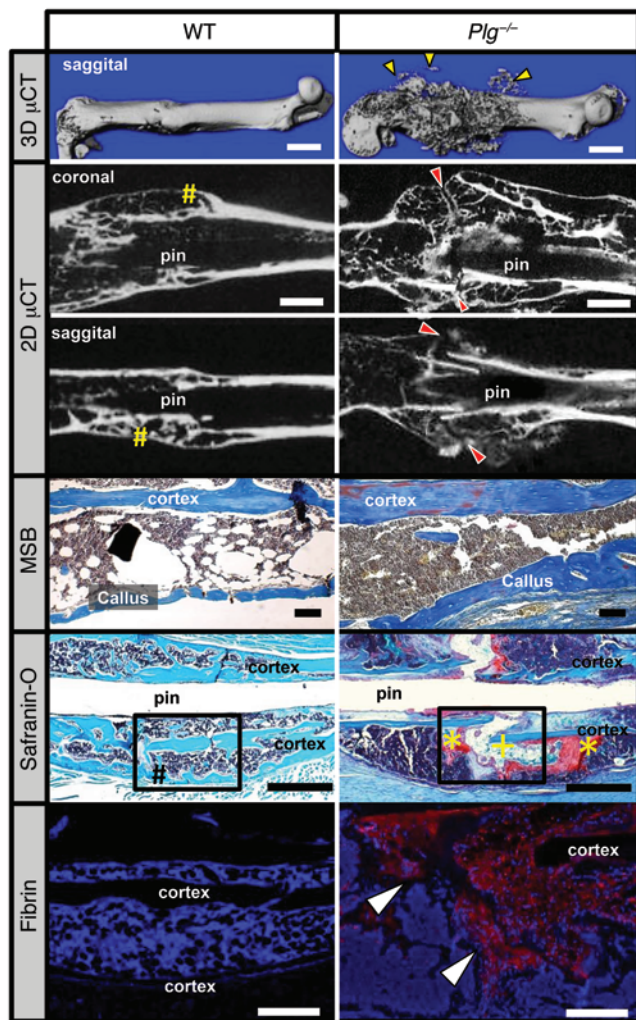 WT
Plg–/–
3D μCT
saggital
2D μCT
coronal
#
pin
pin
saggital
pin
#
pin
MSB
cortex
Callus
cortex
Callus
Safranin-O
cortex
pin
cortex
#
cortex
pin
cortex
*
+
*
Fibrin
cortex
cortex
cortex